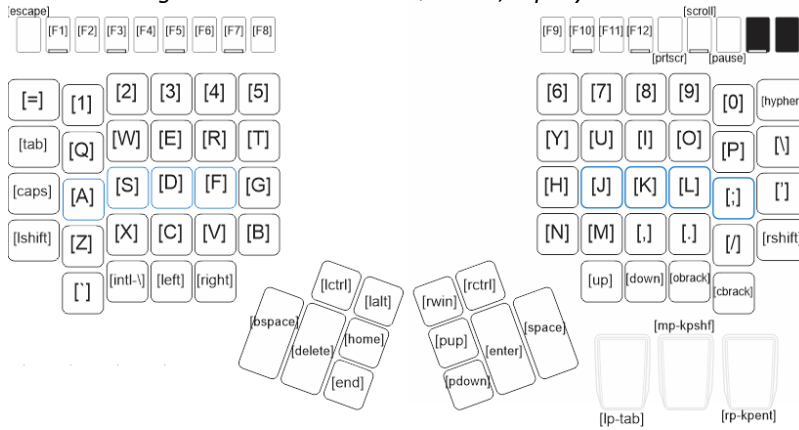 [escape] [scroll]
[F1] [F2] [F3] [F4] [F5] [F6] [F7] [F8] [F9] [F10] [F11] [F12]
[prtscr] [pause]
[=] [1] [2] [3] [4] [5] [6] [7] [8] [9] [0] [hypher
[tab] [Q] [W] [E] [R] [T] [Y] [U] [I] [O] [P] [\]
[caps] [A] [S] [D] [F] [G] [H] [J] [K] [L] [;] [']
[lshift] [Z] [X] [C] [V] [B] [N] [M] [,] [.] [/] [rshift
[`] [intl-\] [left] [right] [up] [down] [obrack] [cbrack]
[lctrl] [lalt] [rwin] [rctrl]
[bspace] [delete] [home] [pup] [enter] [space]
[end] [pdown]
[mp-kpshf]
[lp-tab] [rp-kpent]